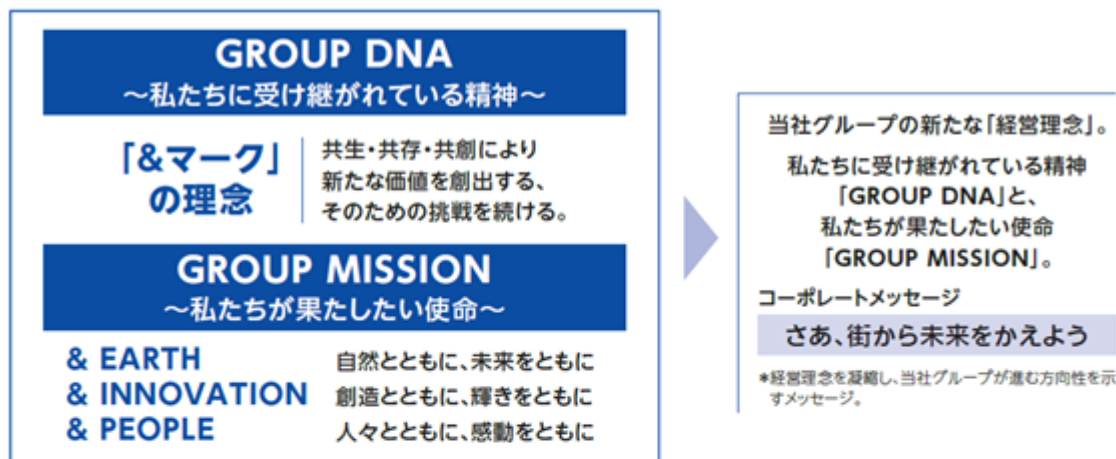 GROUP DNA
～私たちに受け継がれている精神～
「&マーク」
の理念
共生・共存・共創により
新たな価値を創出する、
そのための挑戦を続ける。
GROUP MISSION
～私たちが果たしたい使命～
& EARTH 自然とともに、未来をともに
& INNOVATION 創造とともに、輝きをともに
& PEOPLE 人々とともに、感動をともに
当社グループの新たな「経営理念」。
私たちに受け継がれている精神
「GROUP DNA」と、
私たちが果たしたい使命
「GROUP MISSION」。
コーポレートメッセージ
さあ、街から未来をかえよう
*経営理念を凝縮し、当社グループが進む方向性を示
すメッセージ。